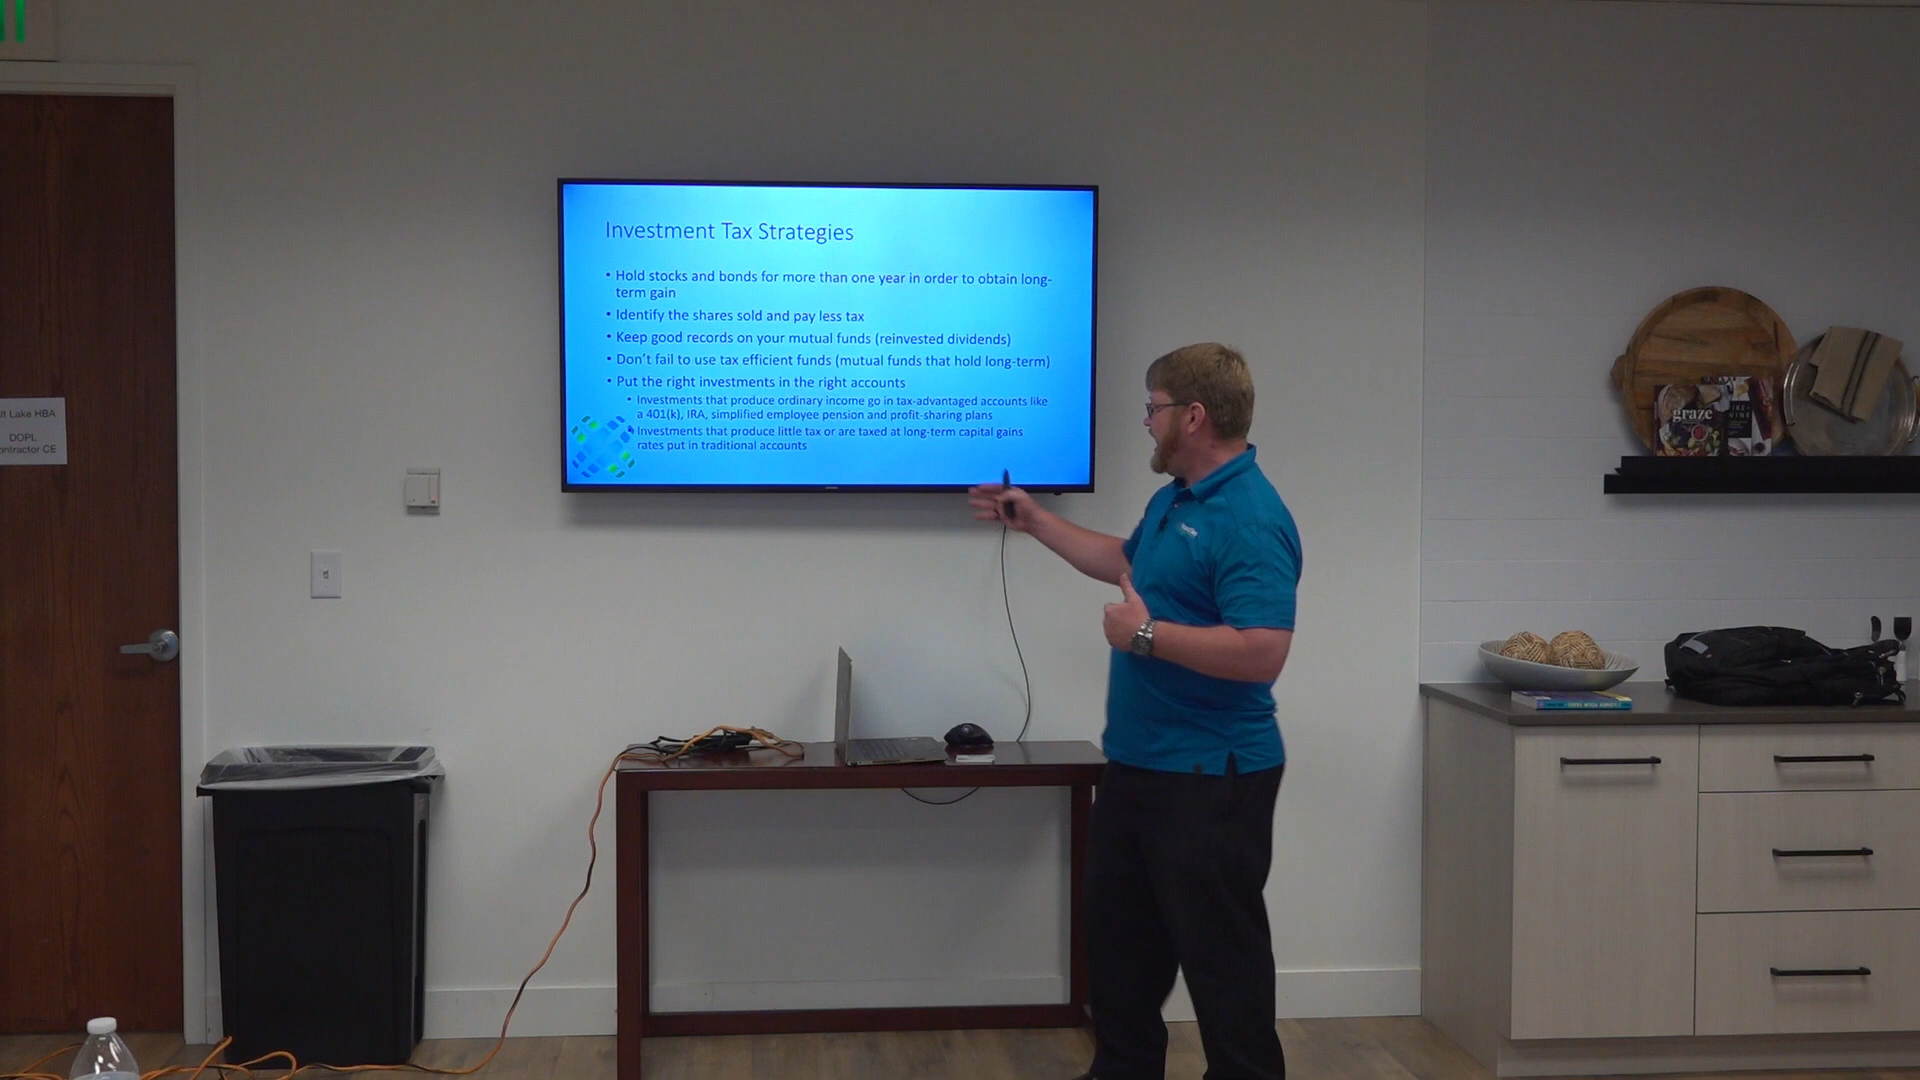 Investment Tax Strategies
• Hold stocks and bonds for more than one year in order to obtain long-
term gain
• Identify the shares sold and pay less tax
• Keep good records on your mutual funds (reinvested dividends)
• Don't fail to use tax efficient funds (mutual funds that hold long-term)
• Put the right investments in the right accounts
• Investments that produce ordinary income go in tax-advantaged accounts like
a 401(k), IRA, simplified employee pension and profit-sharing plans
• Investments that produce little tax or are taxed at long-term capital gains
rates put in traditional accounts
Lake HBA
DOPL
CE
graze